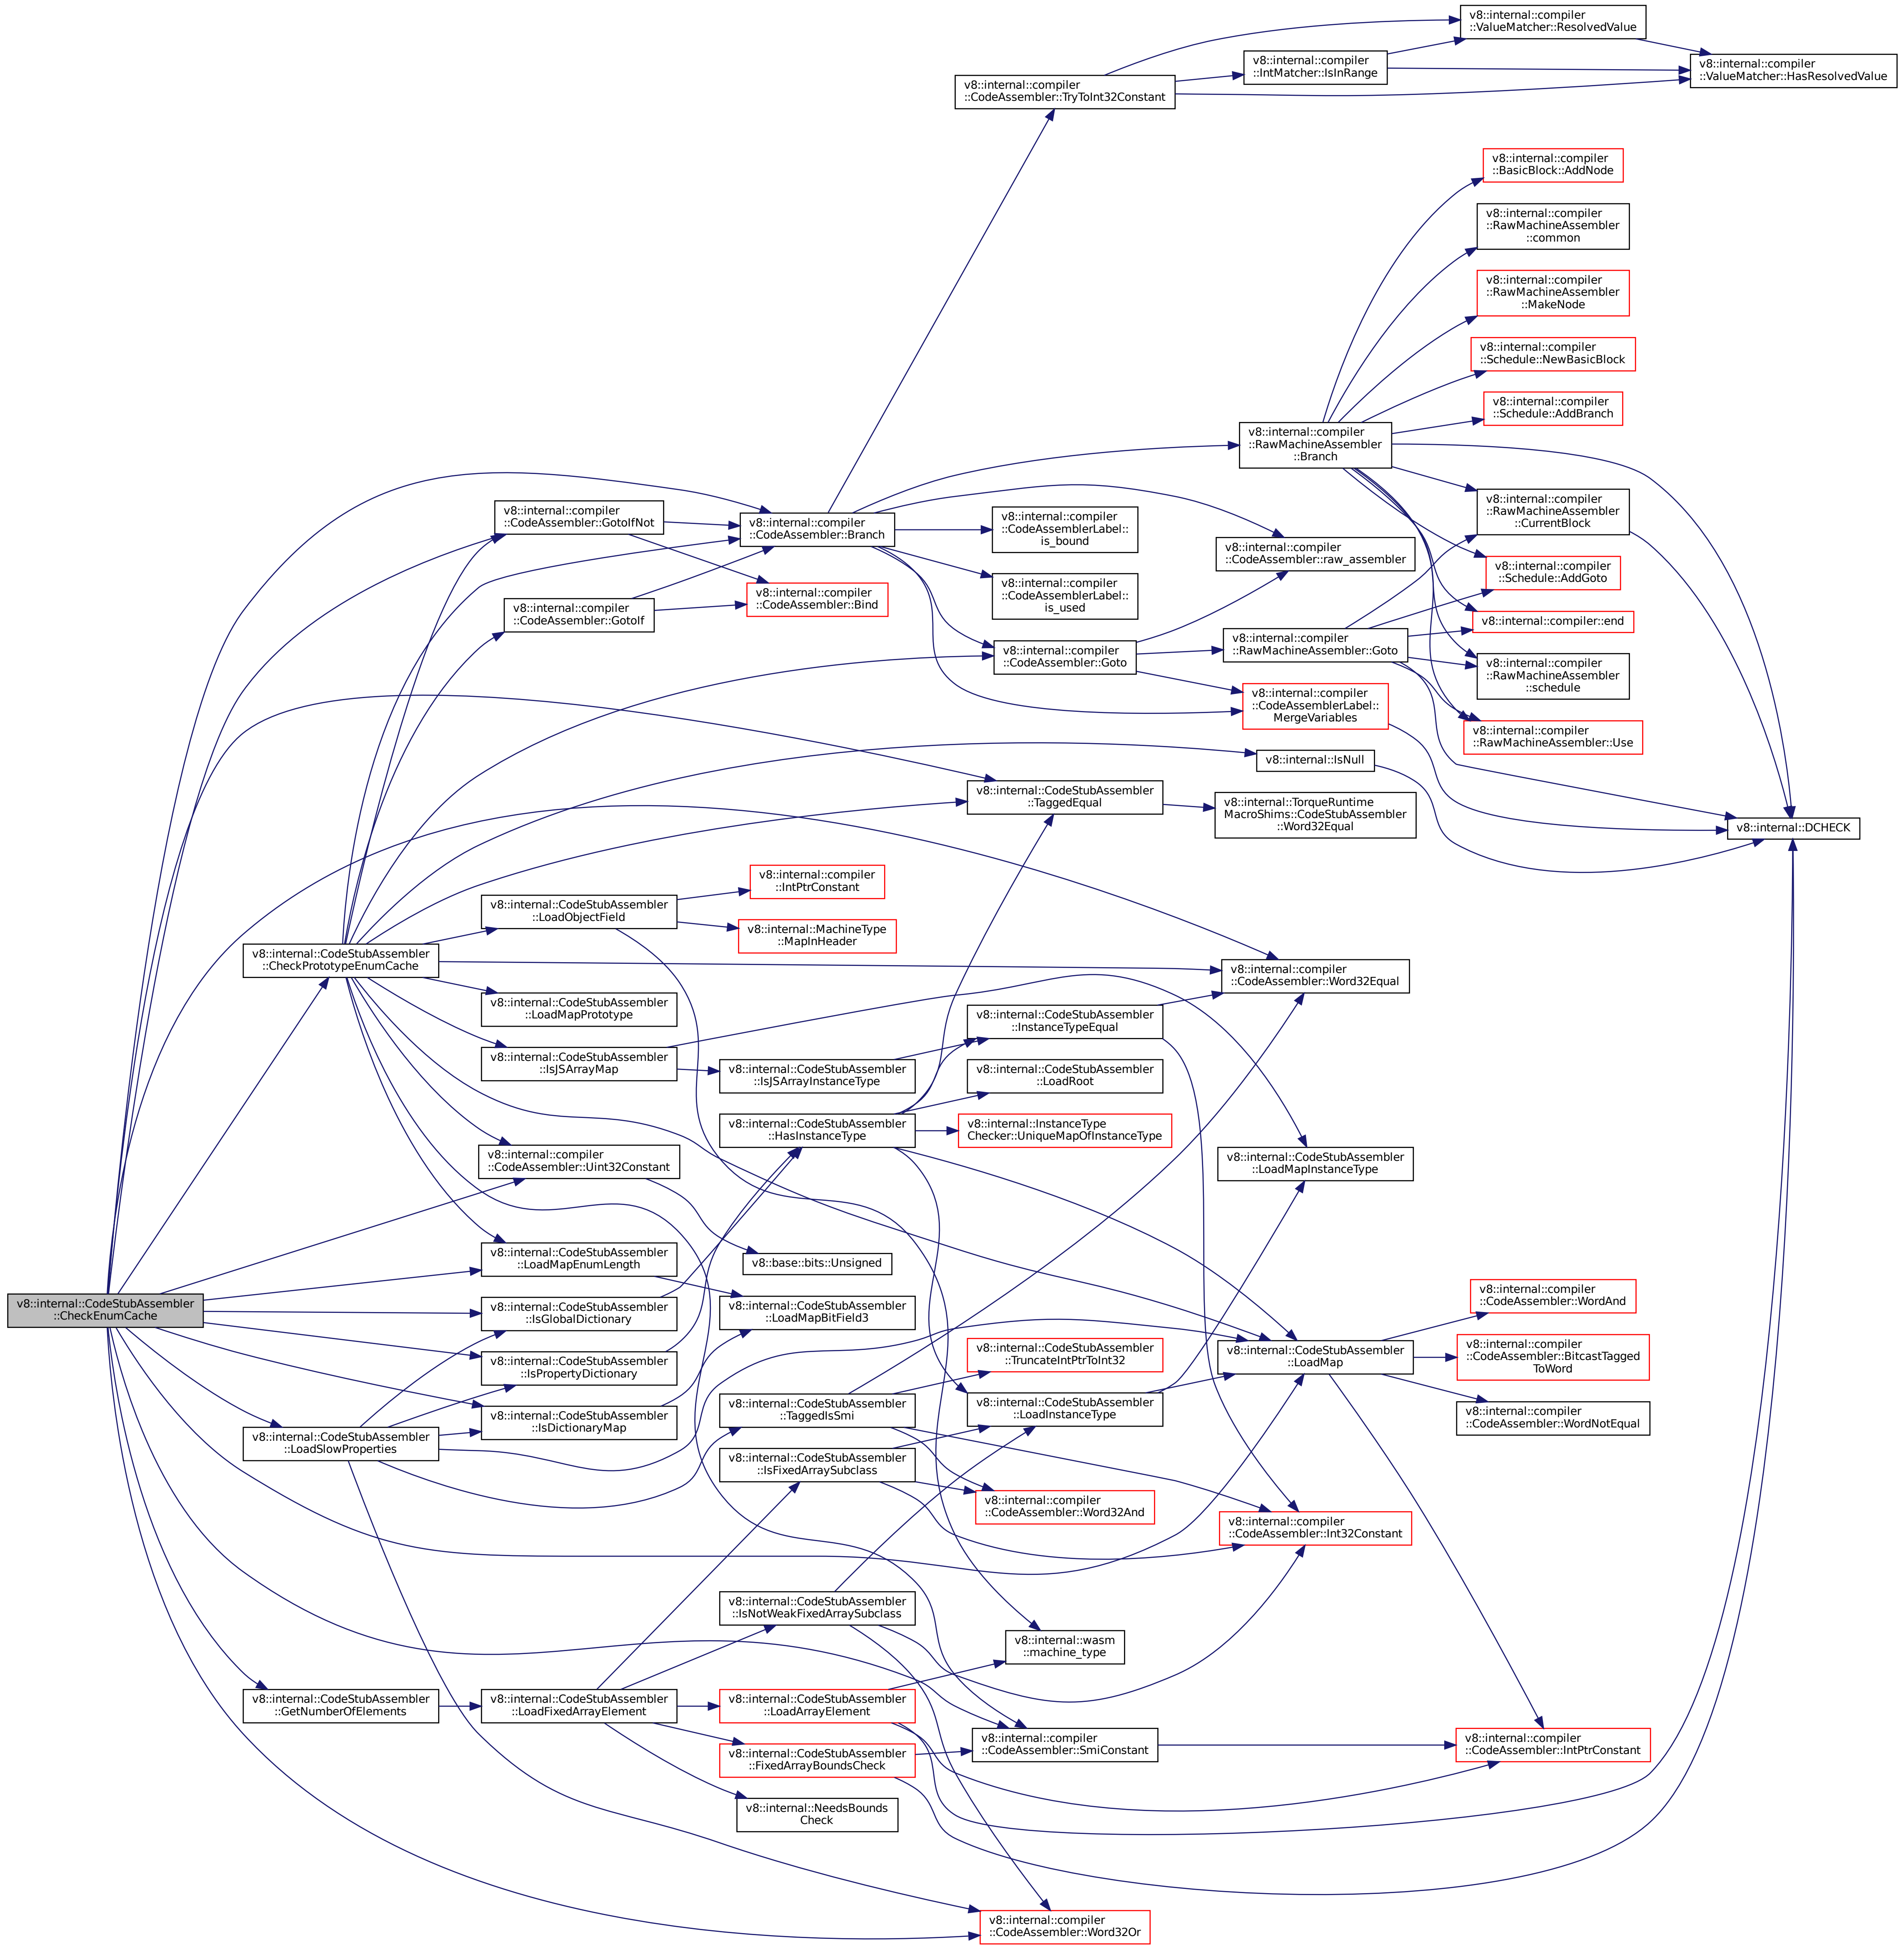 v8::internal::compiler
::ValueMatcher::ResolvedValue
v8::internal::compiler
::IntMatcher::IsInRange
v8::internal::compiler
::ValueMatcher::HasResolvedValue
v8::internal::compiler
::CodeAssembler::TryToInt32Constant
v8::internal::compiler
::BasicBlock::AddNode
v8::internal::compiler
::RawMachineAssembler
::common
v8::internal::compiler
::RawMachineAssembler
::MakeNode
v8::internal::compiler
::Schedule::NewBasicBlock
v8::internal::compiler
::Schedule::AddBranch
v8::internal::compiler
::RawMachineAssembler
::Branch
v8::internal::compiler
::RawMachineAssembler
::CurrentBlock
v8::internal::compiler
::CodeAssembler::GotoIfNot
v8::internal::compiler
::CodeAssembler::Branch
v8::internal::compiler
::CodeAssemblerLabel::
is_bound
v8::internal::compiler
::CodeAssembler::raw_assembler
v8::internal::compiler
::Schedule::AddGoto
v8::internal::compiler
::CodeAssemblerLabel::
is_used
v8::internal::compiler
::CodeAssembler::Bind
v8::internal::compiler
::CodeAssembler::GotoIf
v8::internal::compiler::end
v8::internal::compiler
::CodeAssembler::Goto
v8::internal::compiler
::RawMachineAssembler::Goto
v8::internal::compiler
::RawMachineAssembler
::schedule
v8::internal::compiler
::CodeAssemblerLabel::
MergeVariables
v8::internal::compiler
::RawMachineAssembler::Use
v8::internal::IsNull
v8::internal::CodeStubAssembler
::TaggedEqual
v8::internal::TorqueRuntime
MacroShims::CodeStubAssembler
::Word32Equal
v8::internal::DCHECK
v8::internal::compiler
::IntPtrConstant
v8::internal::CodeStubAssembler
::LoadObjectField
v8::internal::MachineType
::MapInHeader
v8::internal::CodeStubAssembler
::CheckPrototypeEnumCache
v8::internal::compiler
::CodeAssembler::Word32Equal
v8::internal::CodeStubAssembler
::LoadMapPrototype
v8::internal::CodeStubAssembler
::InstanceTypeEqual
v8::internal::CodeStubAssembler
::IsJSArrayMap
v8::internal::CodeStubAssembler
::IsJSArrayInstanceType
v8::internal::CodeStubAssembler
::LoadRoot
v8::internal::CodeStubAssembler
::HasInstanceType
v8::internal::InstanceType
Checker::UniqueMapOfInstanceType
v8::internal::compiler
::CodeAssembler::Uint32Constant
v8::internal::CodeStubAssembler
::LoadMapInstanceType
v8::internal::CodeStubAssembler
::LoadMapEnumLength
v8::base::bits::Unsigned
v8::internal::CodeStubAssembler
::CheckEnumCache
v8::internal::CodeStubAssembler
::IsGlobalDictionary
v8::internal::CodeStubAssembler
::LoadMapBitField3
v8::internal::compiler
::CodeAssembler::WordAnd
v8::internal::CodeStubAssembler
::IsPropertyDictionary
v8::internal::CodeStubAssembler
::TruncateIntPtrToInt32
v8::internal::CodeStubAssembler
::LoadMap
v8::internal::compiler
::CodeAssembler::BitcastTagged
ToWord
v8::internal::CodeStubAssembler
::IsDictionaryMap
v8::internal::CodeStubAssembler
::TaggedIsSmi
v8::internal::CodeStubAssembler
::LoadInstanceType
v8::internal::compiler
::CodeAssembler::WordNotEqual
v8::internal::CodeStubAssembler
::LoadSlowProperties
v8::internal::CodeStubAssembler
::IsFixedArraySubclass
v8::internal::compiler
::CodeAssembler::Word32And
v8::internal::compiler
::CodeAssembler::Int32Constant
v8::internal::CodeStubAssembler
::IsNotWeakFixedArraySubclass
v8::internal::wasm
::machine_type
v8::internal::CodeStubAssembler
::GetNumberOfElements
v8::internal::CodeStubAssembler
::LoadFixedArrayElement
v8::internal::CodeStubAssembler
::LoadArrayElement
v8::internal::compiler
::CodeAssembler::SmiConstant
v8::internal::compiler
::CodeAssembler::IntPtrConstant
v8::internal::CodeStubAssembler
::FixedArrayBoundsCheck
v8::internal::NeedsBounds
Check
v8::internal::compiler
::CodeAssembler::Word32Or